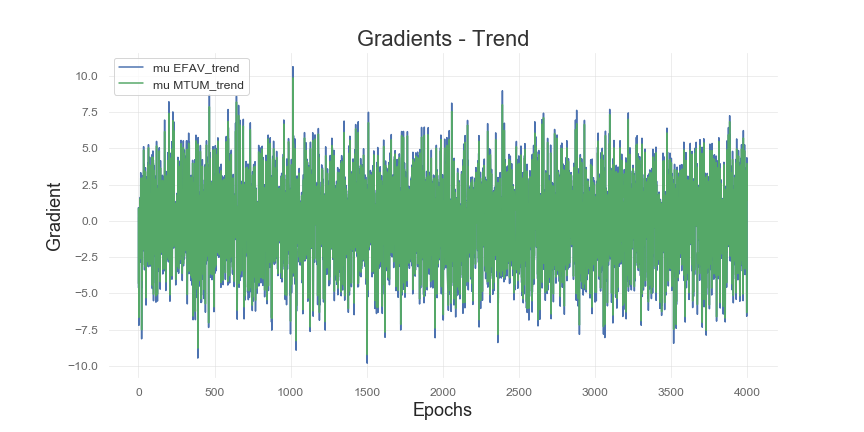 Gradients - Trend
mu EFAV_trend
mu MTUM_trend
10.0
7.5
5.0
2.5
0.0
−2.5
−5.0
−7.5
−10.0
Gradient
0 500 1000 1500 2000 2500 3000 3500 4000
Epochs